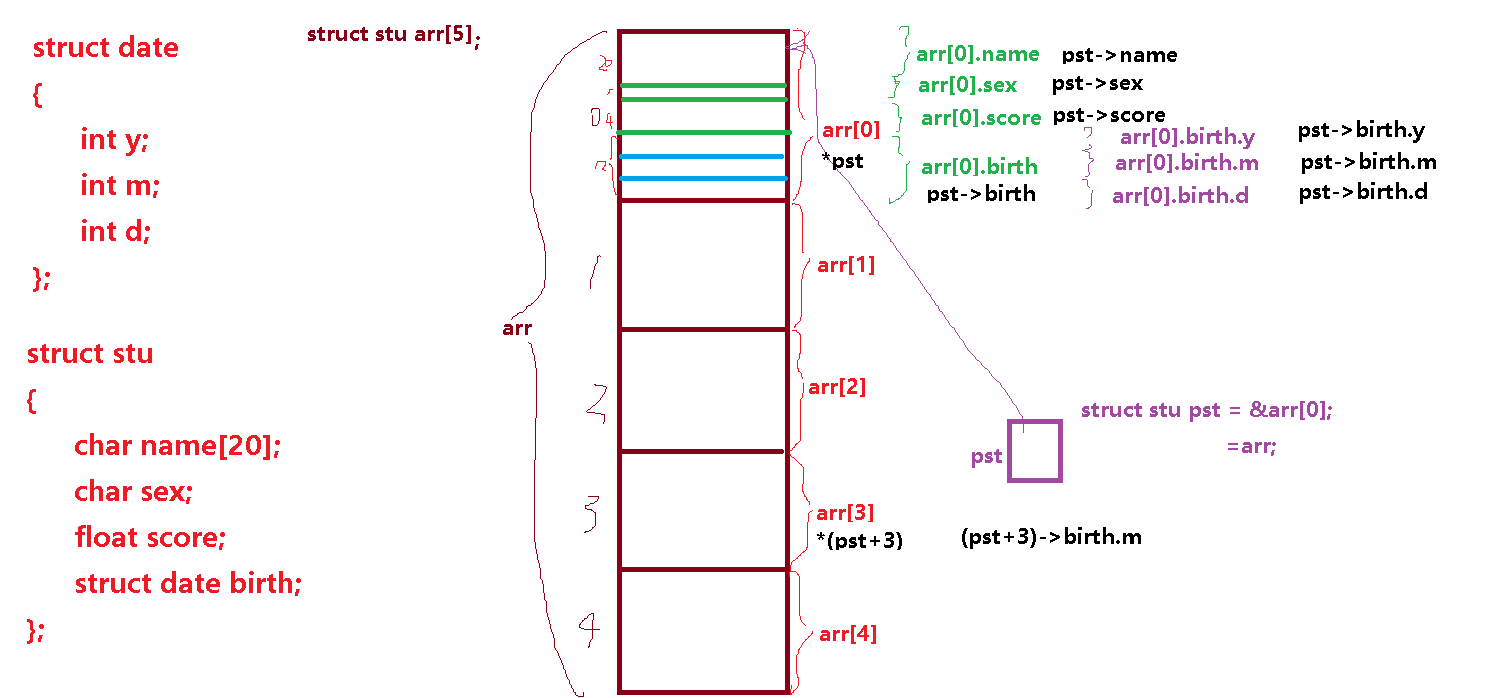 struct date
{
int y;
int m;
int d;
};
struct stu
{
char name[20];
char sex;
float score;
struct date birth;
};
struct stu arr[5];
arr
20
1
4
1
2
3
4
arr[0]
*pst
arr[1]
arr[2]
arr[3]
*(pst+3)
(pst+3)->birth.m
arr[4]
arr[0].name pst->name
arr[0].sex pst->sex
arr[0].score pst->score
arr[0].birth
pst->birth
arr[0].birth.y pst->birth.y
arr[0].birth.m pst->birth.m
arr[0].birth.d pst->birth.d
pst
struct stu pst = &arr[0];
=arr;